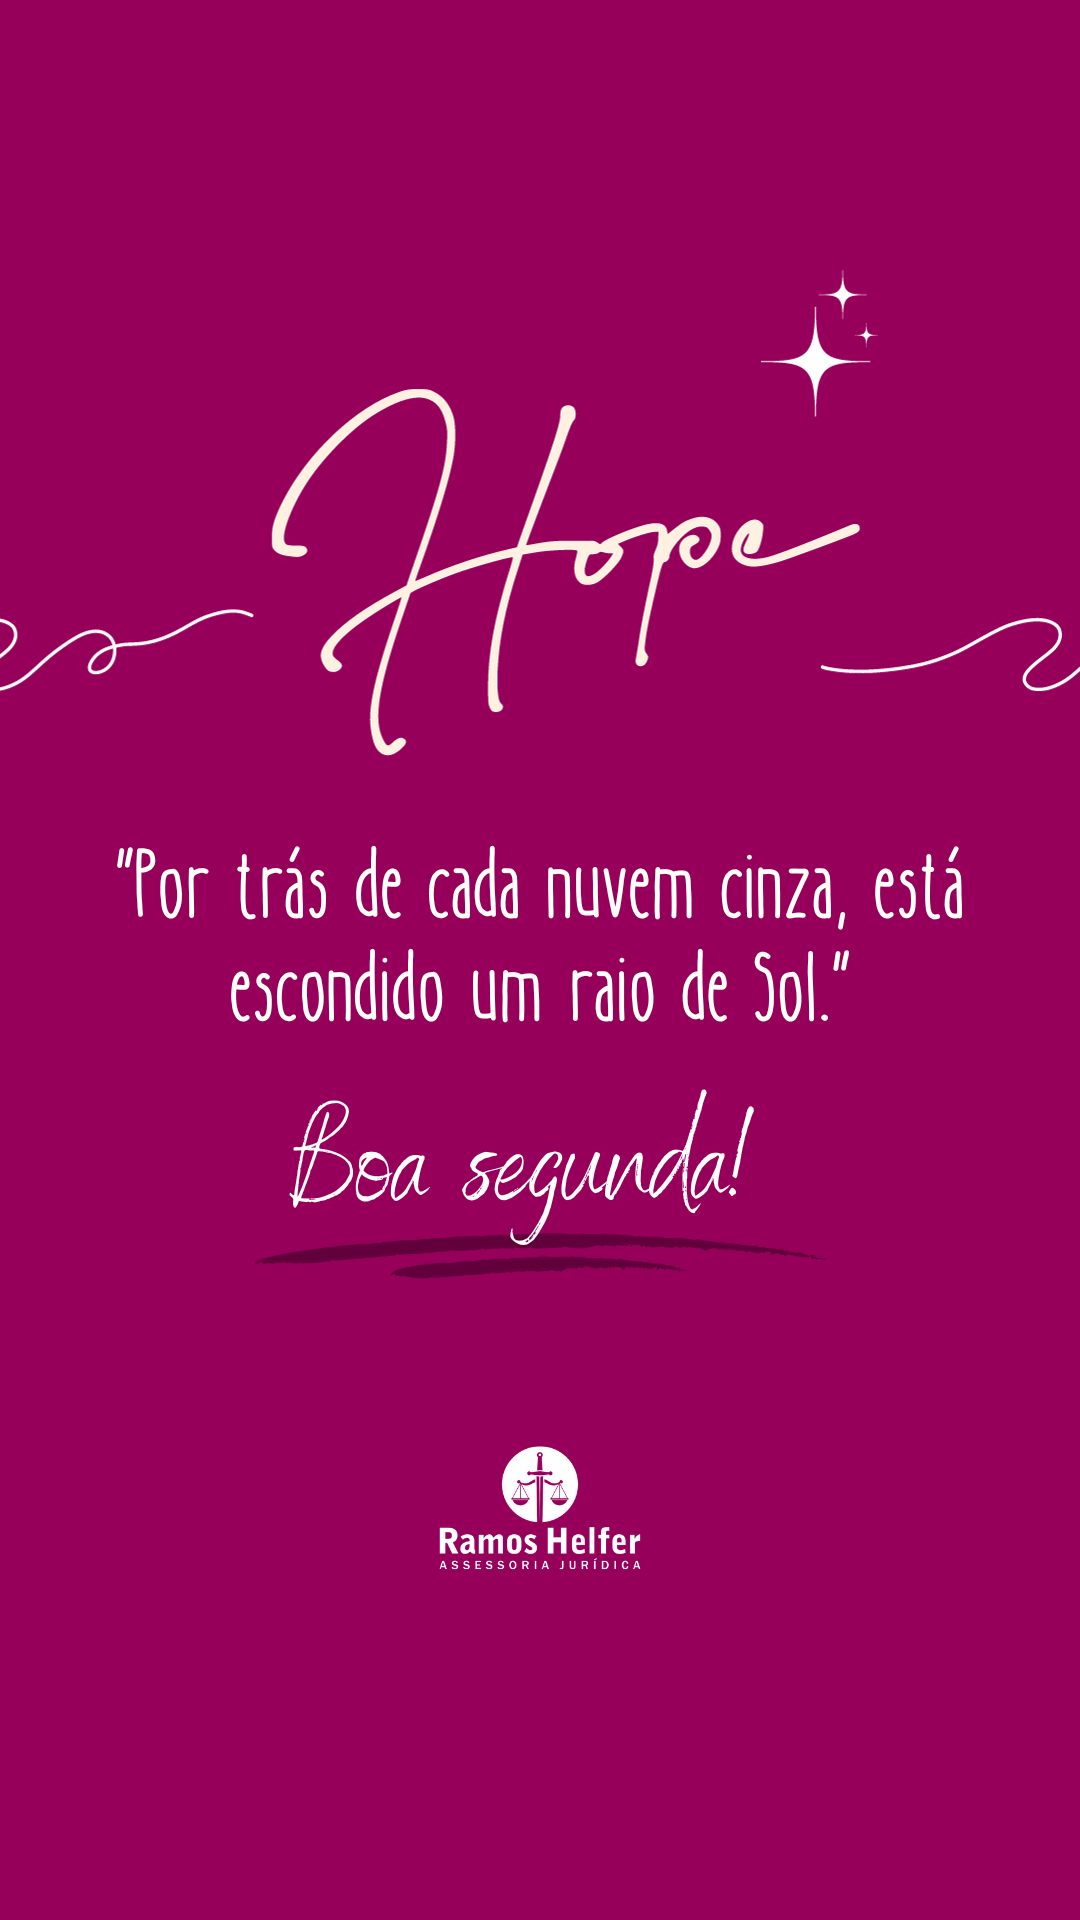 Hope
"Por trás de cada nuvem cinza, está
escondido um raio de Sol."
Boa segunda!
Ramos Helfer
ASSESSORIA JURÍDICA